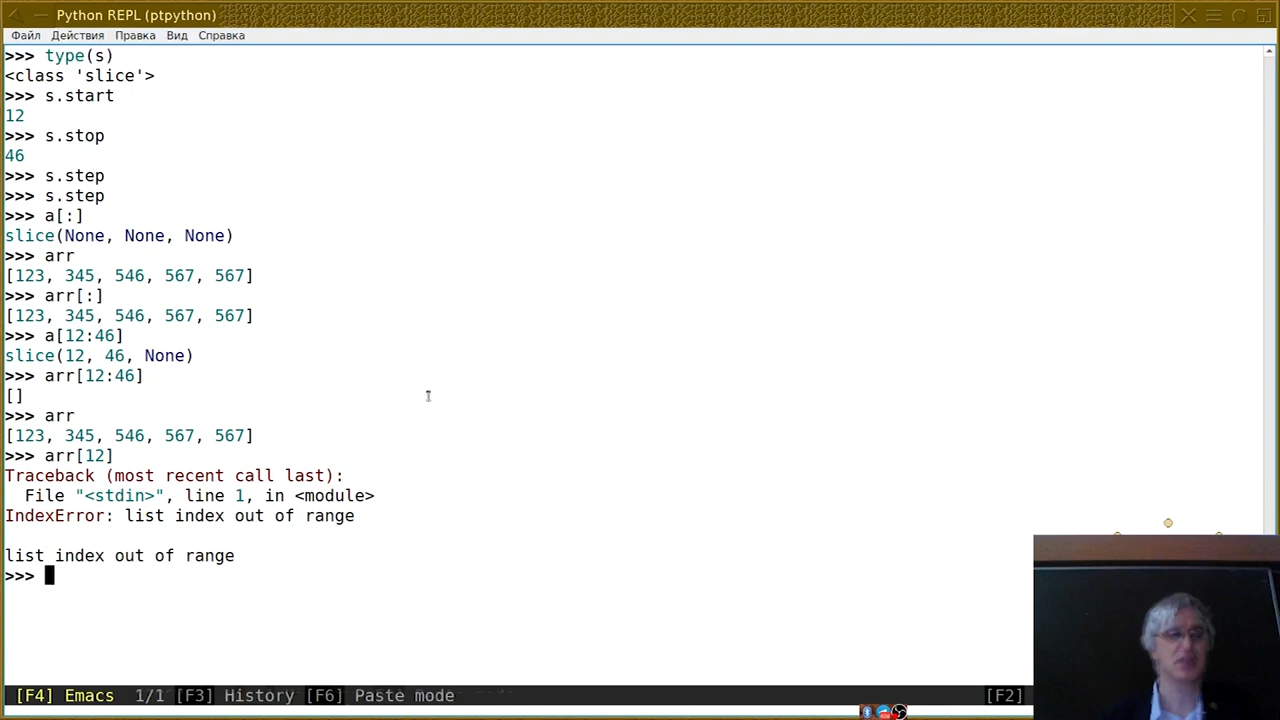 Python REPL (ptpython)
Файл Действия Правка Вид Справка
>>> type(s)
<class 'slice'>
>>> s.start
12
>>> s.stop
46
>>> s.step
>>> s.step
>>> a[:]
slice(None, None, None)
>>> arr
[123, 345, 546, 567, 567]
>>> arr[:]
[123, 345, 546, 567, 567]
>>> a[12:46]
slice(12, 46, None)
>>> arr[12:46]
[]
>>> arr
[123, 345, 546, 567, 567]
>>> arr[12]
Traceback (most recent call last):
  File "<stdin>", line 1, in <module>
IndexError: list index out of range
list index out of range
>>>
[F4] Emacs 1/1 [F3] History [F6] Paste mode [F2]